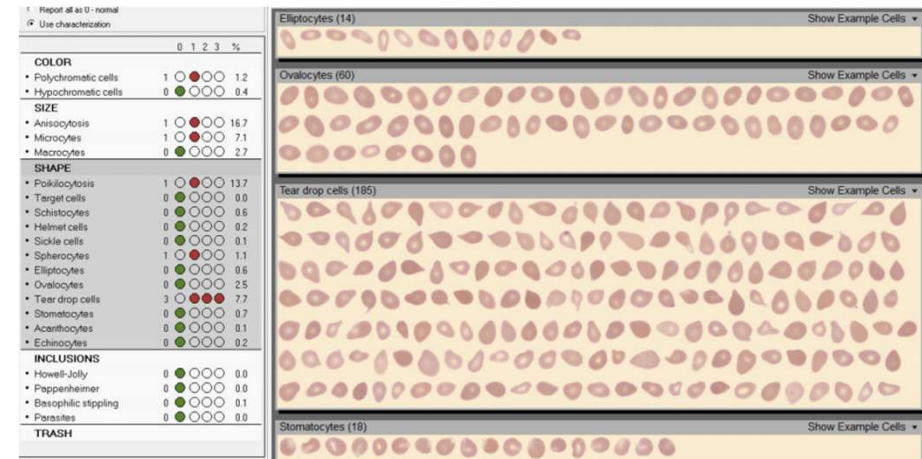 Report all as 0 - normal
Use characterization
0 1 2 3 %
COLOR
Polychromatic cells 1 1.2
Hypochromatic cells 0 0.4
SIZE
Anisocytosis 1 16.7
Microcytes 1 7.1
Macrocytes 0 2.7
SHAPE
Poikilocytosis 1 13.7
Target cells 0 0.0
Schistocytes 0 0.6
Helmet cells 0 0.2
Sickle cells 0 0.1
Spherocytes 1 1.1
Elliptocytes 0 0.6
Ovalocytes 0 2.5
Tear drop cells 3 7.7
Stomatocytes 0 0.7
Acanthocytes 0 0.1
Echinocytes 0 0.2
INCLUSIONS
Howell-Jolly 0 0.0
Pappenheimer 0 0.0
Basophilic stippling 0 0.1
Parasites 0 0.0
TRASH
Elliptocytes (14) Show Example Cells
Ovalocytes (60) Show Example Cells
Tear drop cells (185) Show Example Cells
Stomatocytes (18) Show Example Cells